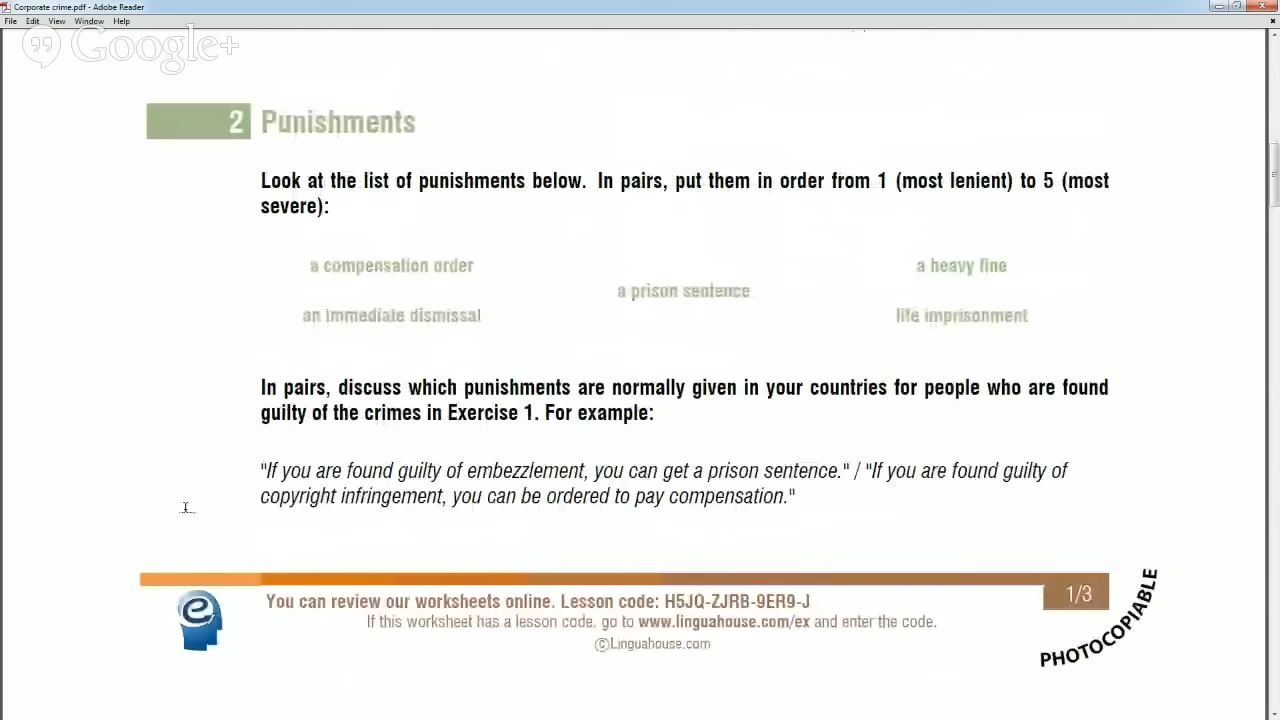 Corporate crime.pdf - Adobe Reader
File Edit View Window Help
Google+
2 Punishments
Look at the list of punishments below. In pairs, put them in order from 1 (most lenient) to 5 (most
severe):
a compensation order
a heavy fine
a prison sentence
an immediate dismissal
life imprisonment
In pairs, discuss which punishments are normally given in your countries for people who are found
guilty of the crimes in Exercise 1. For example:
"If you are found guilty of embezzlement, you can get a prison sentence." / "If you are found guilty of
copyright infringement, you can be ordered to pay compensation."
You can review our worksheets online. Lesson code: H5JQ-ZJRB-9ER9-J
1/3
If this worksheet has a lesson code, go to www.linguahouse.com/ex and enter the code.
©Linguahouse.com
PHOTOCOPIABLE